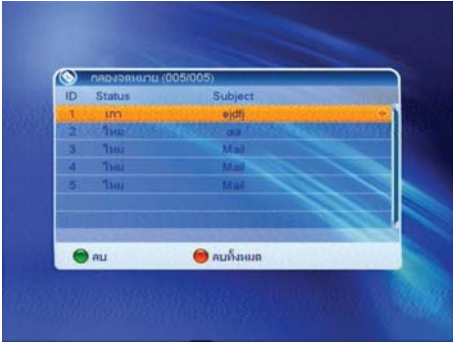 กลองจดหมาย (005/005)
ID Status Subject
1 เกา ejdfj
2 ใหม
3 ใหม Mail
4 ใหม Mail
5 ใหม Mail
ลบ ลบทั้งหมด